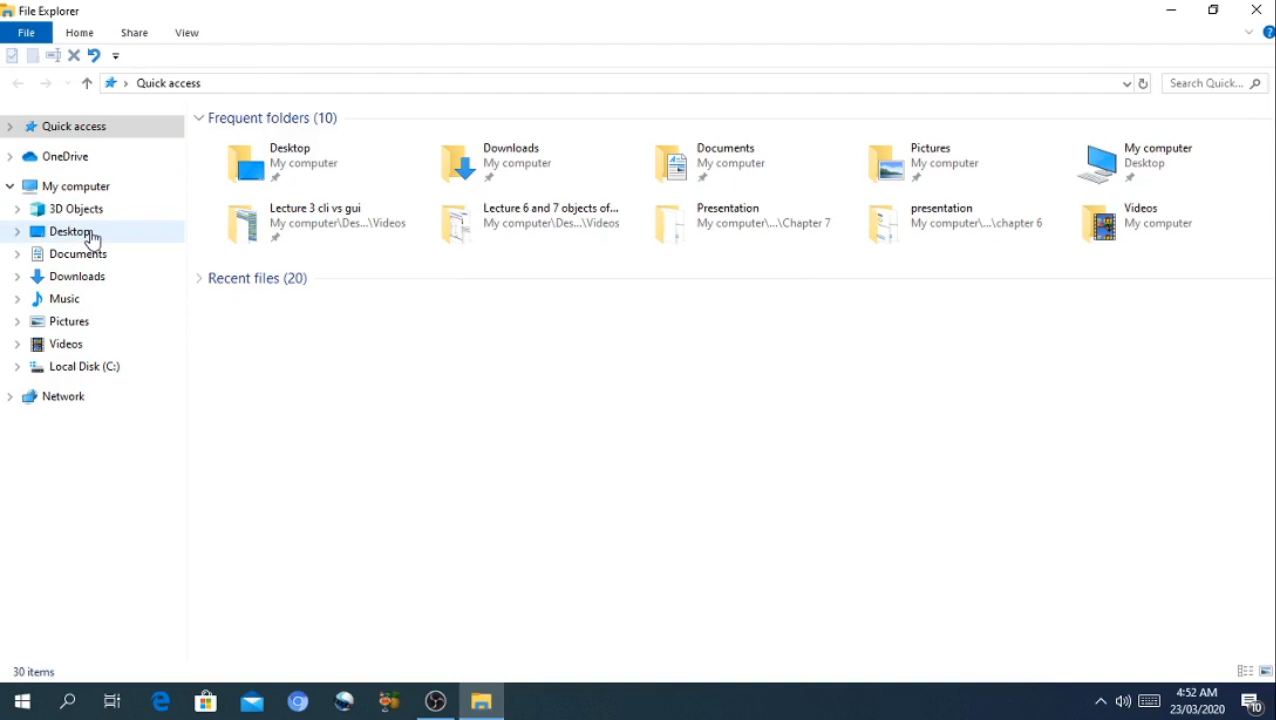 File Explorer
File Home Share View
Quick access
Search Quick...
Quick access
OneDrive
My computer
3D Objects
Desktop
Documents
Downloads
Music
Pictures
Videos
Local Disk (C:)
Network
Frequent folders (10)
Desktop
My computer
Downloads
My computer
Documents
My computer
Pictures
My computer
My computer
Desktop
Lecture 3 cli vs gui
My computer\Des...\Videos
Lecture 6 and 7 objects of...
My computer\Des...\Videos
Presentation
My computer\...\Chapter 7
presentation
My computer\...\chapter 6
Videos
My computer
Recent files (20)
30 items
4:52 AM
23/03/2020
10